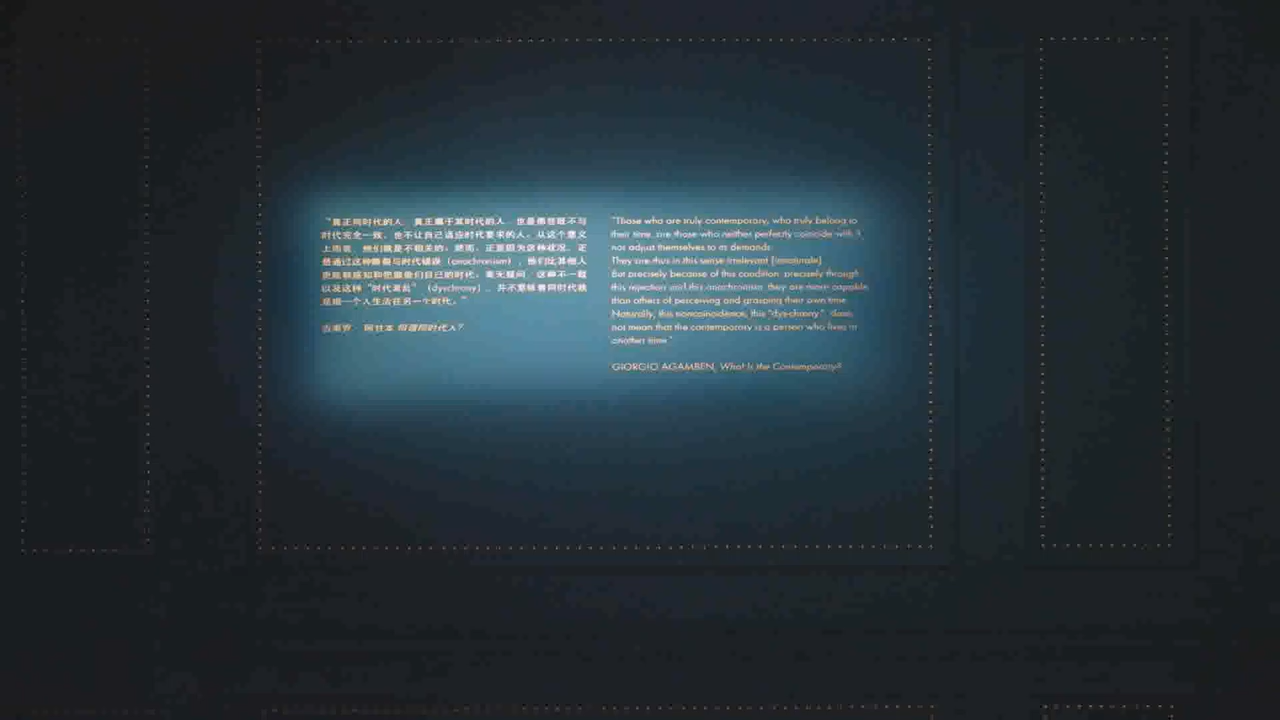 “真正同时代的人，真正属于其时代的人，也是那些既不与
时代完全一致，也不让自己适应时代要求的人。从这个意义
上而言，他们就是不相关的。然而，正是因为这种状况，正
是通过这种断裂与时代错误（anachronism），他们比其他人
更能够感知和把握他们自己的时代。毫无疑问，这种不一致
以及这种“时代紊乱”（dyschrony），并不意味着同时代就
是指一个人生活在另一个时代。”
吉奥乔·阿甘本 何谓同时代人？
"Those who are truly contemporary, who truly belong to
their time, are those who neither perfectly coincide with it,
nor adjust themselves to its demands.
They are thus in this sense irrelevant [inattuale].
But precisely because of this condition, precisely through
this rejection and this anachronism, they are more capable
than others of perceiving and grasping their own time.
Naturally, this noncoincidence, this "dys-chrony", does
not mean that the contemporary is a person who lives in
another time."
GIORGIO AGAMBEN, What Is the Contemporary?